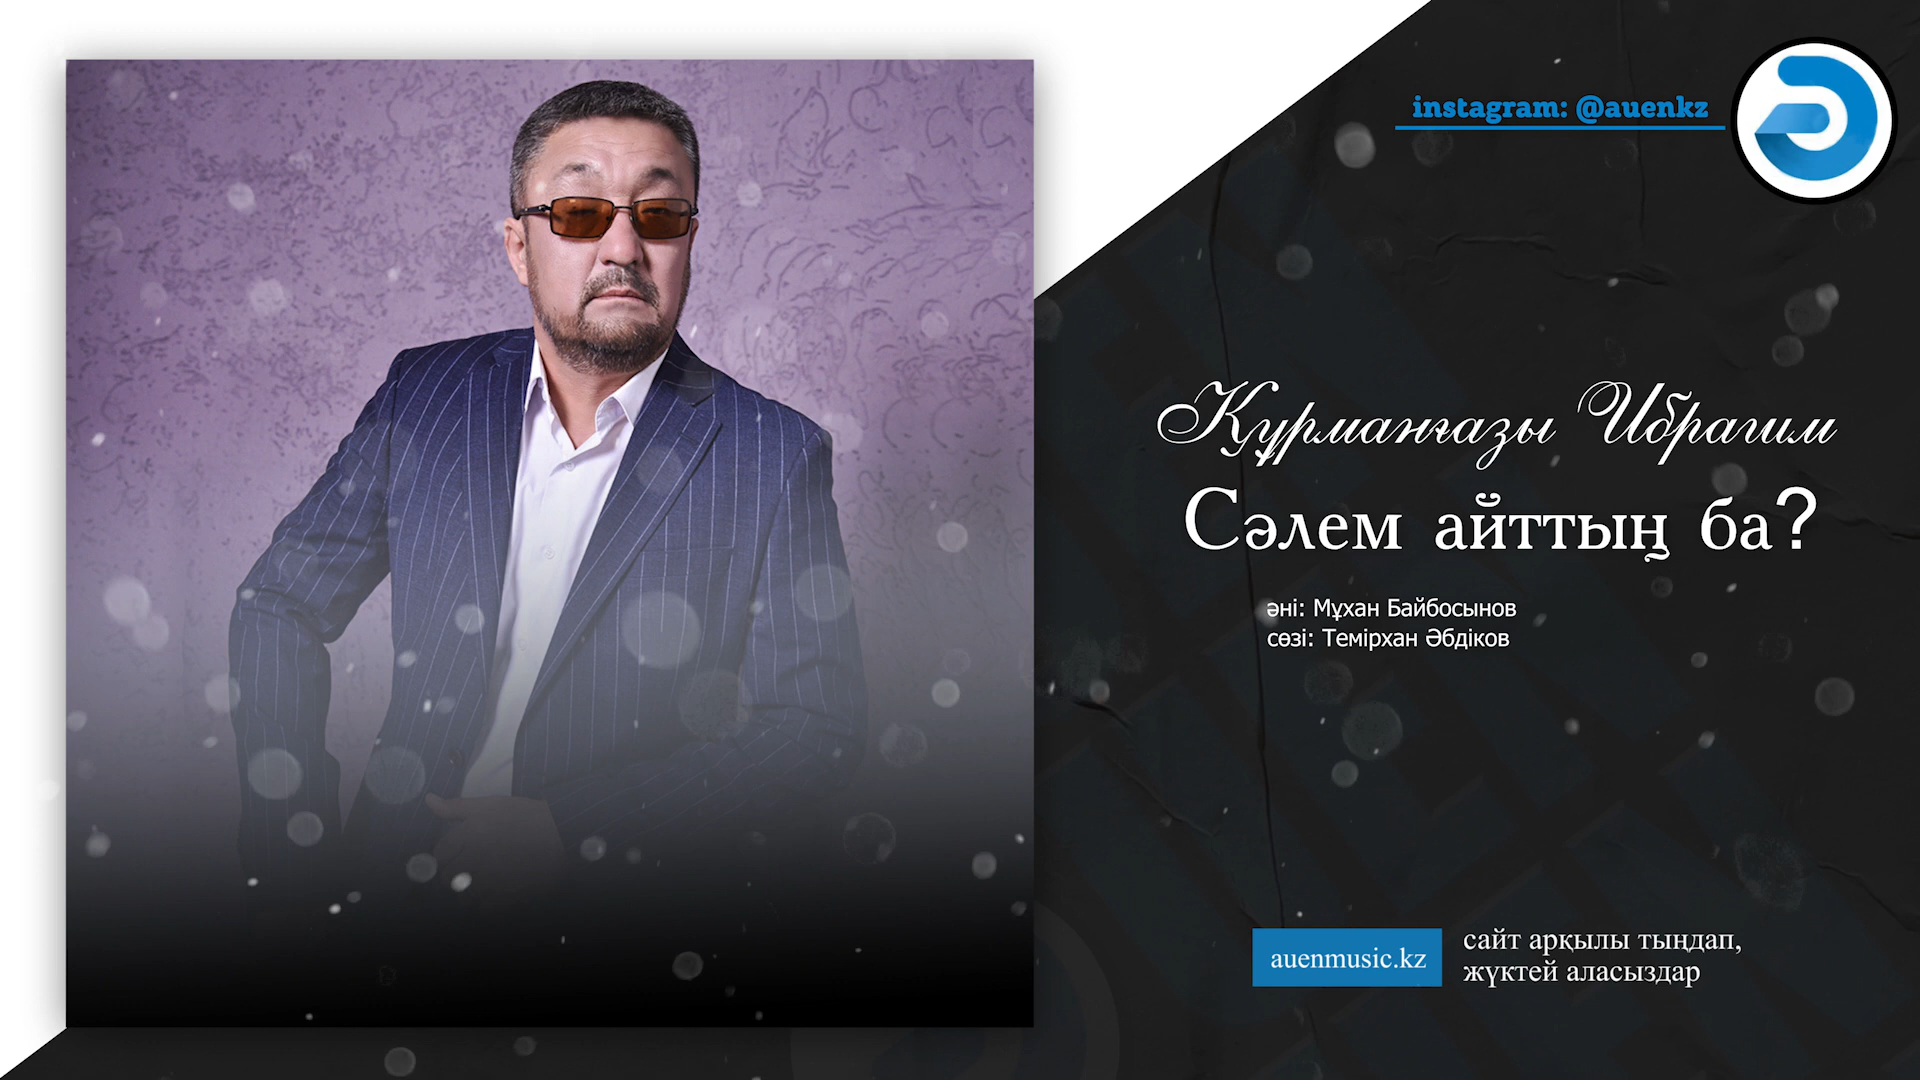 instagram: @auenkz
Құрманғазы Ибрагим
Сәлем айттың ба?
әні: Мұхан Байбосынов
сөзі: Темірхан Әбдіков
auenmusic.kz
сайт арқылы тыңдап,
жүктей аласыздар